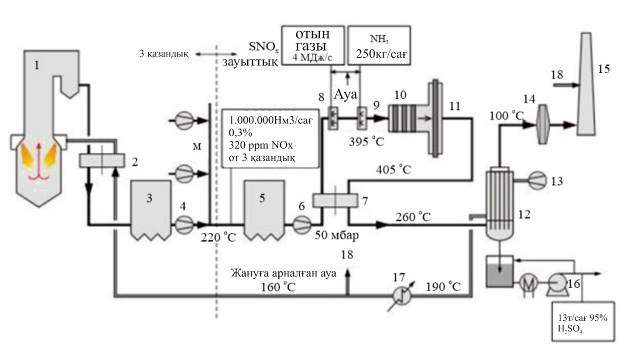 3 казандық
SNOₓ
зауыттық
отын
газы
4 МДж/с
NH₃
250кг/сағ
Ауа
1
2
3
4
м
1.000.000Нм3/сағ
0,3%
320 ppm NOx
от 3 казандық
5
6
7
8
9
10
11
395 °C
405 °C
220 °C
50 мбар
260 °C
100 °C
14
18
15
13
12
18
Жануға арналған ауа
160 °C
17
190 °C
16
13т/сағ 95%
H₂SO₄